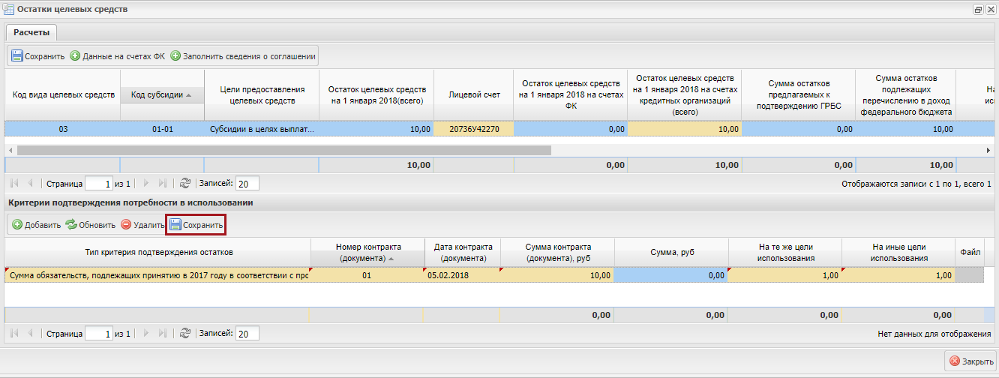 Остатки целевых средств
Расчеты
Сохранить Данные на счетах ФК Заполнить сведения о соглашении
Код вида целевых средств
Код субсидии
Цели предоставления
целевых средств
Остаток целевых средств
на 1 января 2018(всего)
Лицевой счет
Остаток целевых средств
на 1 января 2018 на счетах
ФК
Остаток целевых средств
на 1 января 2018 на счетах
кредитных организаций
(всего)
Сумма остатков
предлагаемых к
подтверждению ГРБС
Сумма остатков
подлежащих
перечислению в доход
федерального бюджета
На
исп
03 01-01 Субсидии в целях выплат... 10,00 20736У42270 0,00 10,00 0,00 10,00
10,00 0,00 10,00 0,00 10,00
Страница 1 из 1 Записей: 20 Отображаются записи с 1 по 1, всего 1
Критерии подтверждения потребности в использовании
Добавить Обновить Удалить Сохранить
Тип критерия подтверждения остатков
Номер контракта
(документа)
Дата контракта
(документа)
Сумма контракта
(документа), руб
Сумма, руб
На те же цели
использования
На иные цели
использования
Файл
Сумма обязательств, подлежащих принятию в 2017 году в соответствии с про 01 05.02.2018 10,00 0,00 1,00 1,00
0,00 0,00 0,00 0,00
Страница 1 из 1 Записей: 20 Нет данных для отображения
Закрыть